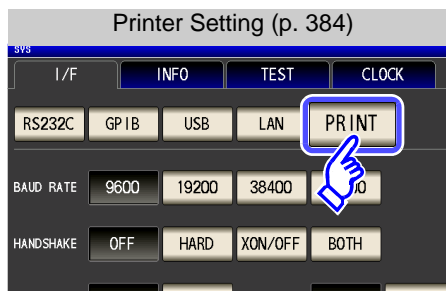 Printer Setting (p. 384)
SYS
I/F INFO TEST CLOCK
RS232C GPIB USB LAN PRINT
BAUD RATE 9600 19200 38400
HANDSHAKE OFF HARD XON/OFF BOTH